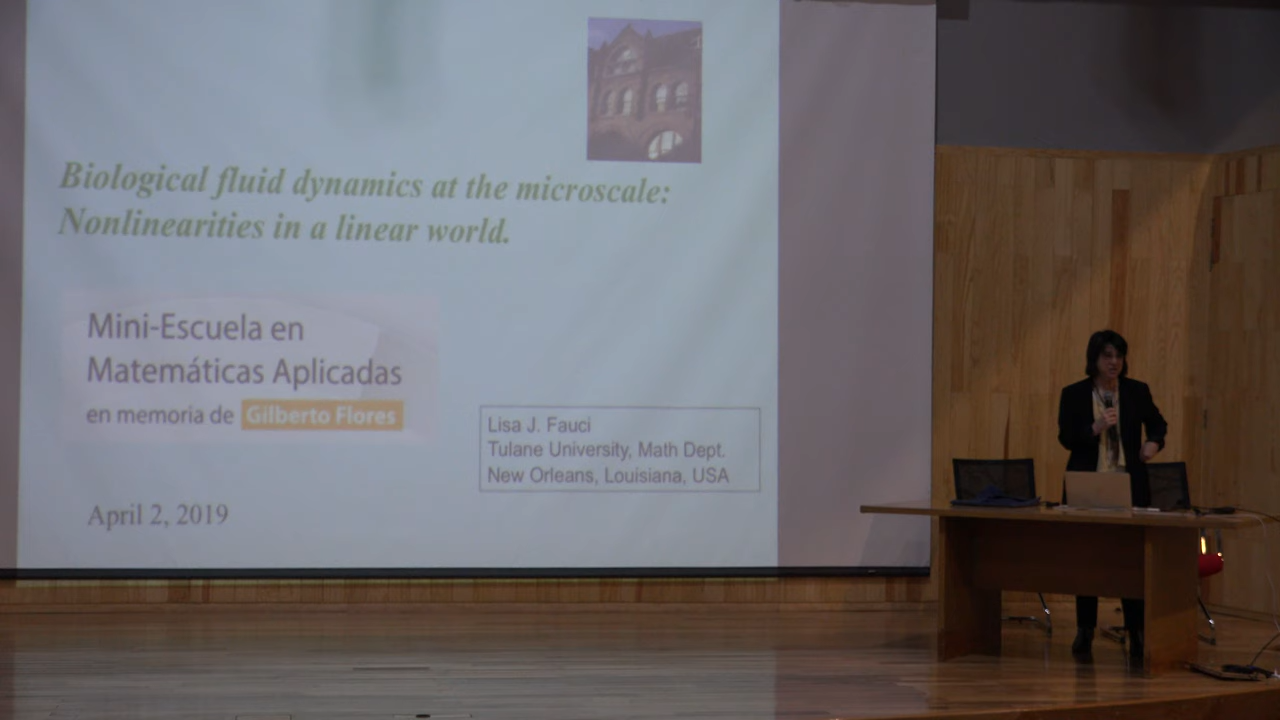 Biological fluid dynamics at the microscale:
Nonlinearities in a linear world.
Mini-Escuela en
Matemáticas Aplicadas
en memoria de Gilberto Flores
Lisa J. Fauci
Tulane University, Math Dept.
New Orleans, Louisiana, USA
April 2, 2019